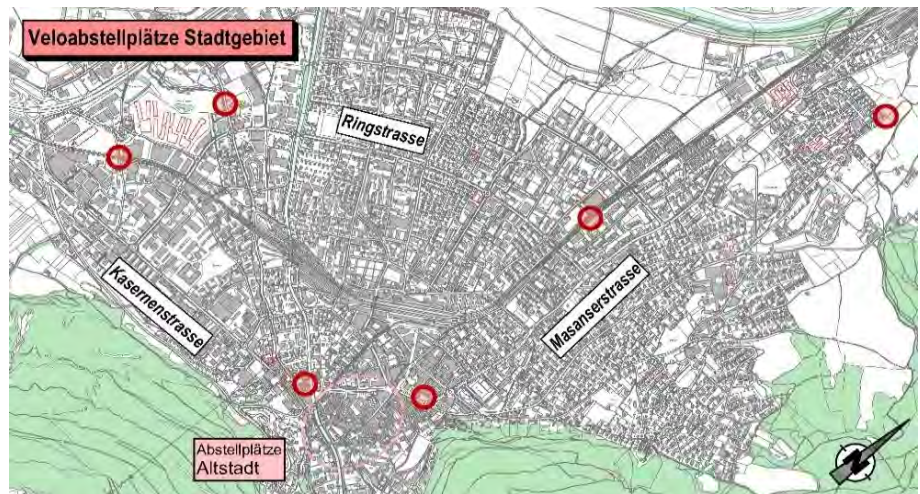 Veloabstellplätze Stadtgebiet
Ringstrasse
Kasernenstrasse
Masanserstrasse
Abstellplätze
Altstadt